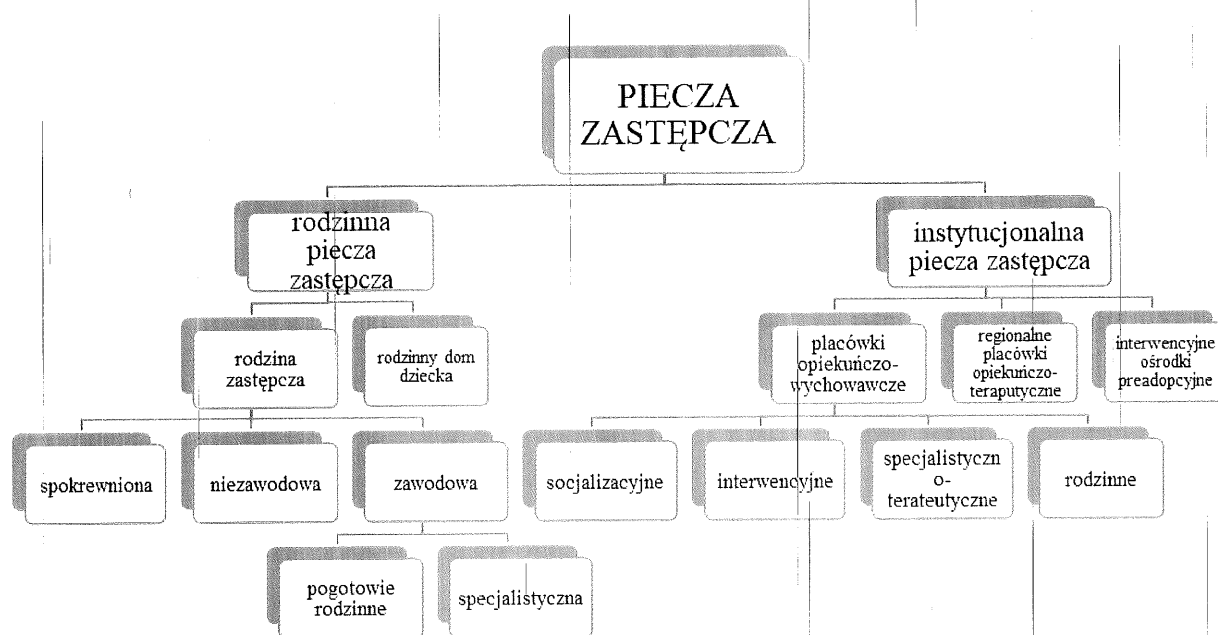 PIECZA
ZASTĘPCZA
rodzinna
piecza
zastępcza
instytucjonalna
piecza zastępcza
rodzina
zastępcza
rodzinny dom
dziecka
placówki
opiekuńczo-
wychowawcze
regionalne
placówki
opiekuńczo-
teraputyczne
interwencyjne
ośrodki
preadopcyjne
spokrewniona
niezawodowa
zawodowa
socjalizacyjne
interwencyjne
specjalistyczn
o-
terateutyczne
rodzinne
pogotowie
rodzinne
specjalistyczna